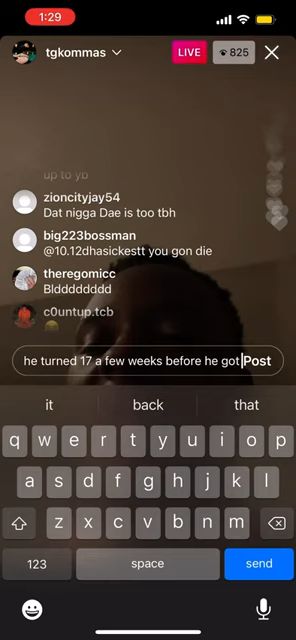 1:29
tgkommas
LIVE
825
up to yb
zioncityjay54
Dat nigga Dae is too tbh
big223bossman
@10.12dhasickestt you gon die
theregomicc
Blddddddddd
c0untup.tcb
he turned 17 a few weeks before he got
Post
it back that
q w e r t y u i o p
a s d f g h j k l
z x c v b n m
123 space send